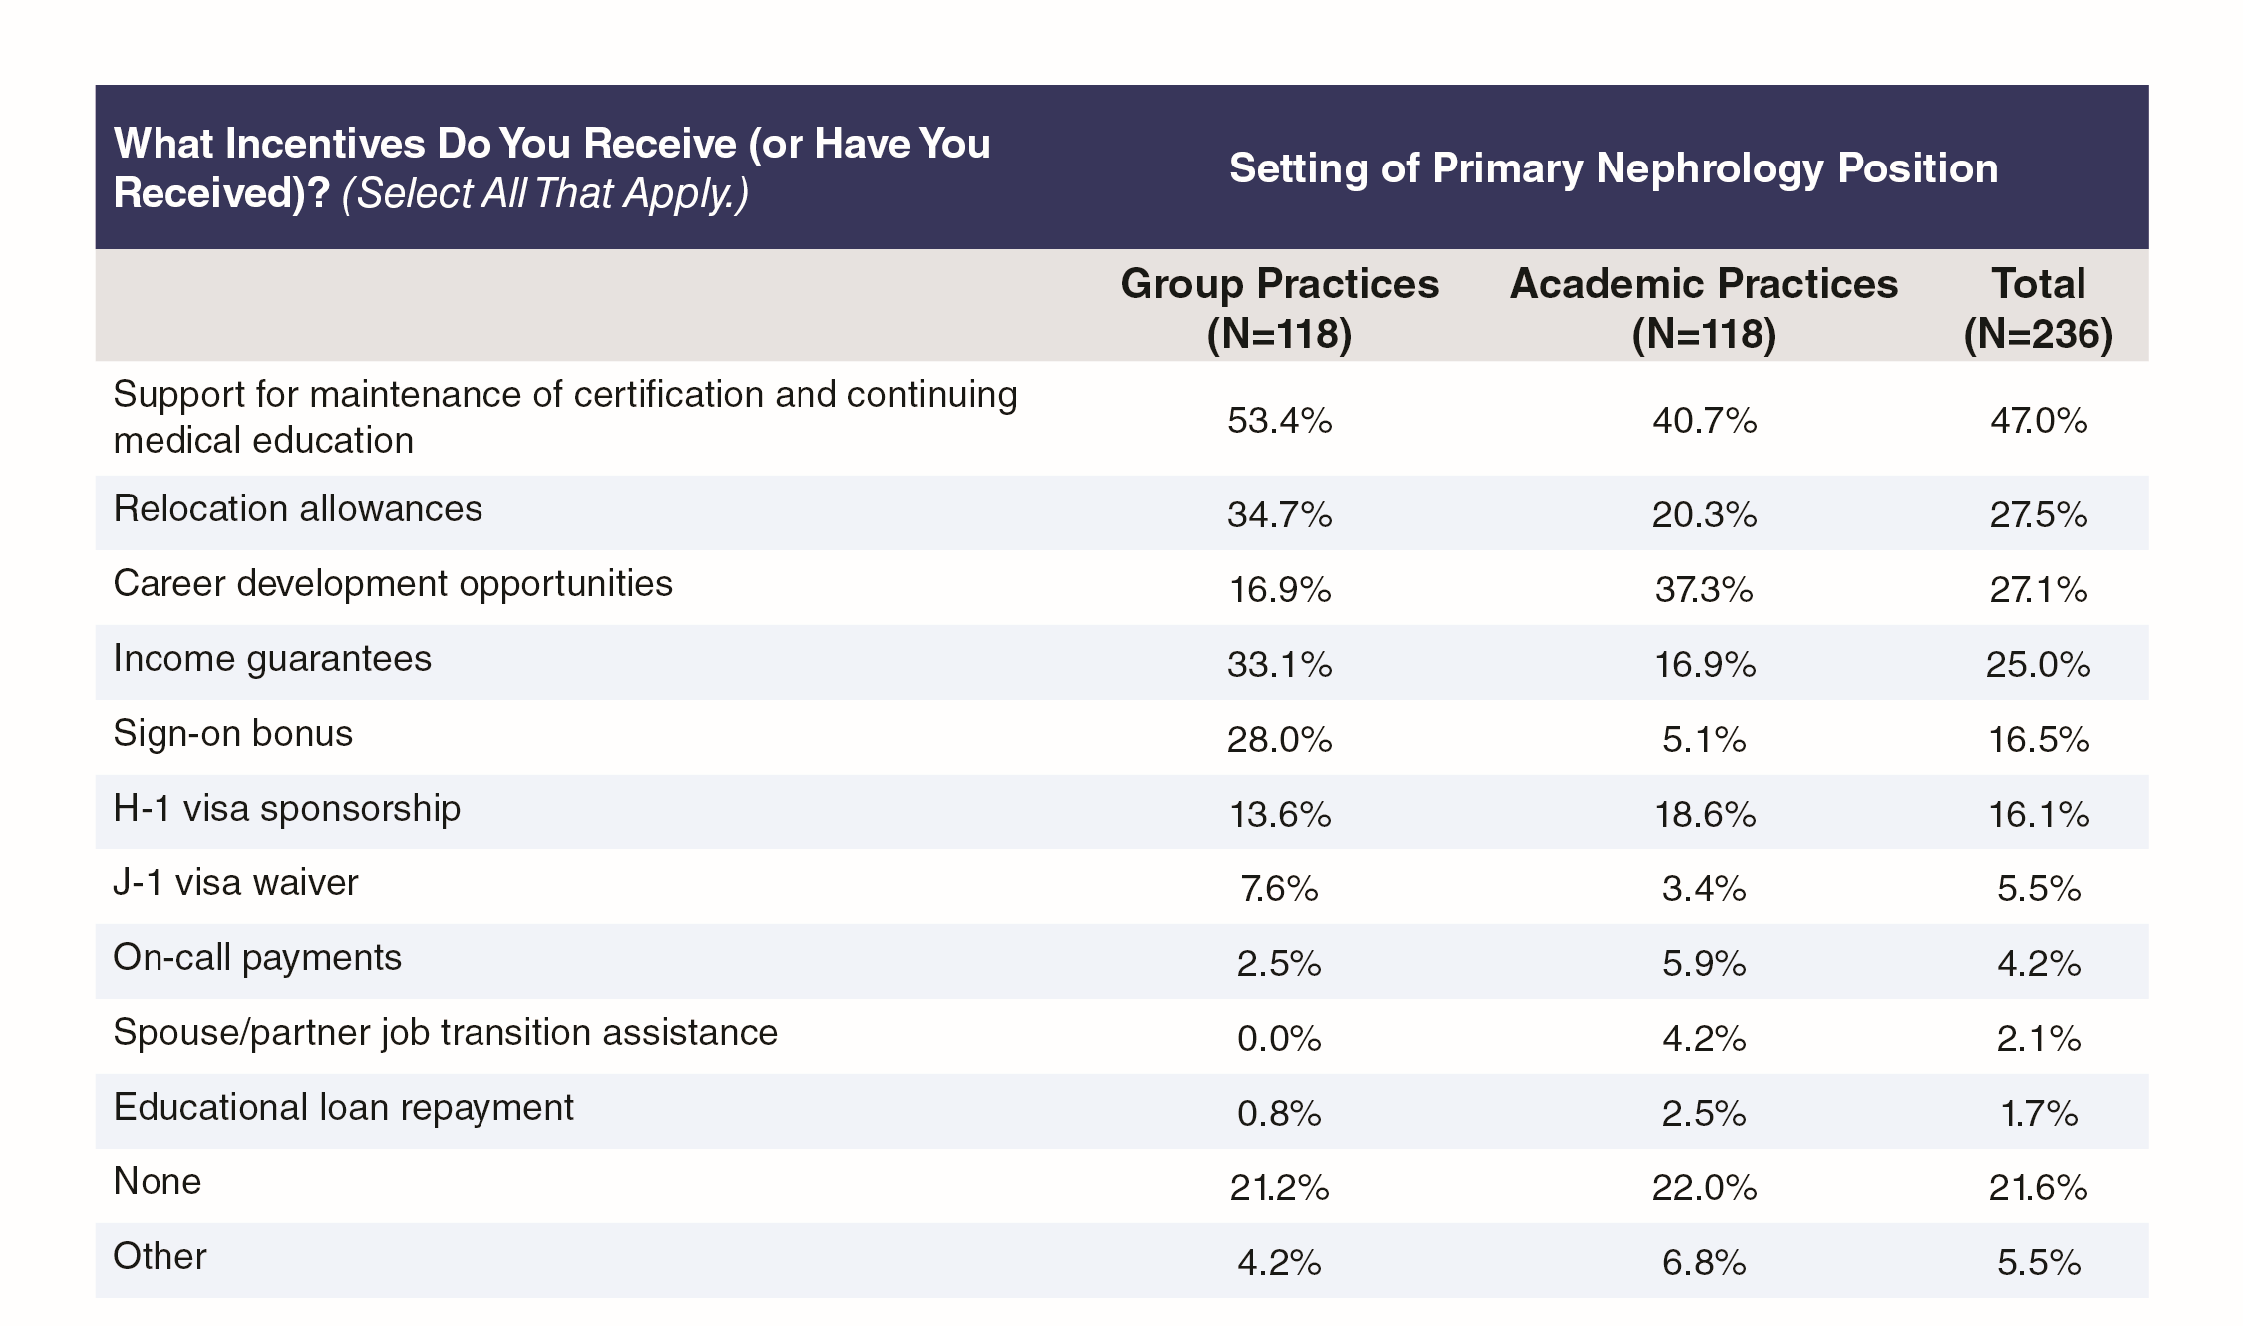 What Incentives Do You Receive (or Have You
Received)? (Select All That Apply.)
Setting of Primary Nephrology Position
Group Practices Academic Practices Total
(N=118) (N=118) (N=236)
Support for maintenance of certification and continuing
medical education 53.4% 40.7% 47.0%
Relocation allowances 34.7% 20.3% 27.5%
Career development opportunities 16.9% 37.3% 27.1%
Income guarantees 33.1% 16.9% 25.0%
Sign-on bonus 28.0% 5.1% 16.5%
H-1 visa sponsorship 13.6% 18.6% 16.1%
J-1 visa waiver 7.6% 3.4% 5.5%
On-call payments 2.5% 5.9% 4.2%
Spouse/partner job transition assistance 0.0% 4.2% 2.1%
Educational loan repayment 0.8% 2.5% 1.7%
None 21.2% 22.0% 21.6%
Other 4.2% 6.8% 5.5%